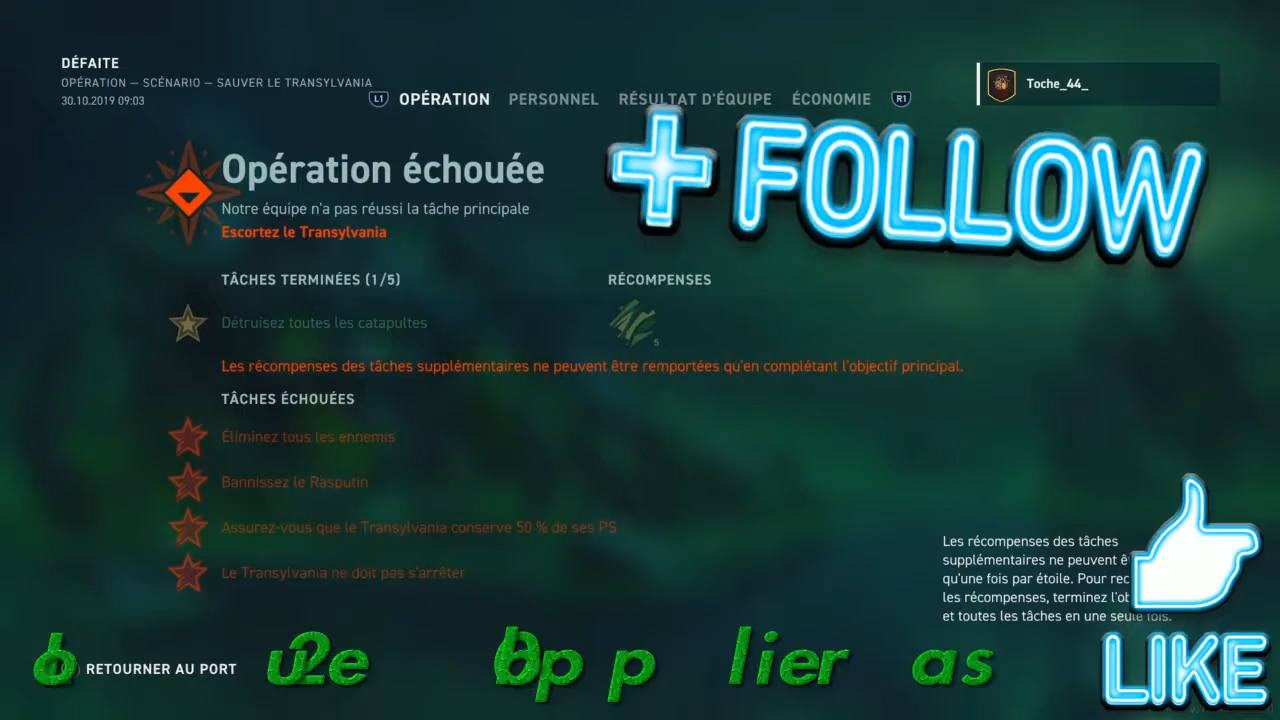 DÉFAITE
OPÉRATION – SCÉNARIO – SAUVER LE TRANSYLVANIA
30.10.2019 09:03
L1 OPÉRATION PERSONNEL RÉSULTAT D'ÉQUIPE ÉCONOMIE R1
Toche_44_
+ FOLLOW
Opération échouée
Notre équipe n'a pas réussi la tâche principale
Escortez le Transylvania
TÂCHES TERMINÉES (1/5)
RÉCOMPENSES
Détruisez toutes les catapultes
5
Les récompenses des tâches supplémentaires ne peuvent être remportées qu'en complétant l'objectif principal.
TÂCHES ÉCHOUÉES
Éliminez tous les ennemis
Bannissez le Rasputin
Assurez-vous que le Transylvania conserve 50 % de ses PS
Le Transylvania ne doit pas s'arrêter
Les récompenses des tâches
supplémentaires ne peuvent
qu'une fois par étoile. Pour
les récompenses, terminez
et toutes les tâches en une seule fois.
LIKE
RETOURNER AU PORT
lier as